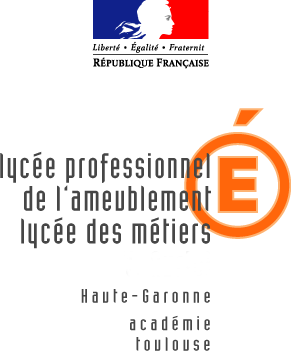 Liberté • Égalité • Fraternit
RÉPUBLIQUE FRANÇAISE
lycée professionnel
de l'ameublement
lycée des métiers
É
Haute-Garonne
académie
toulouse